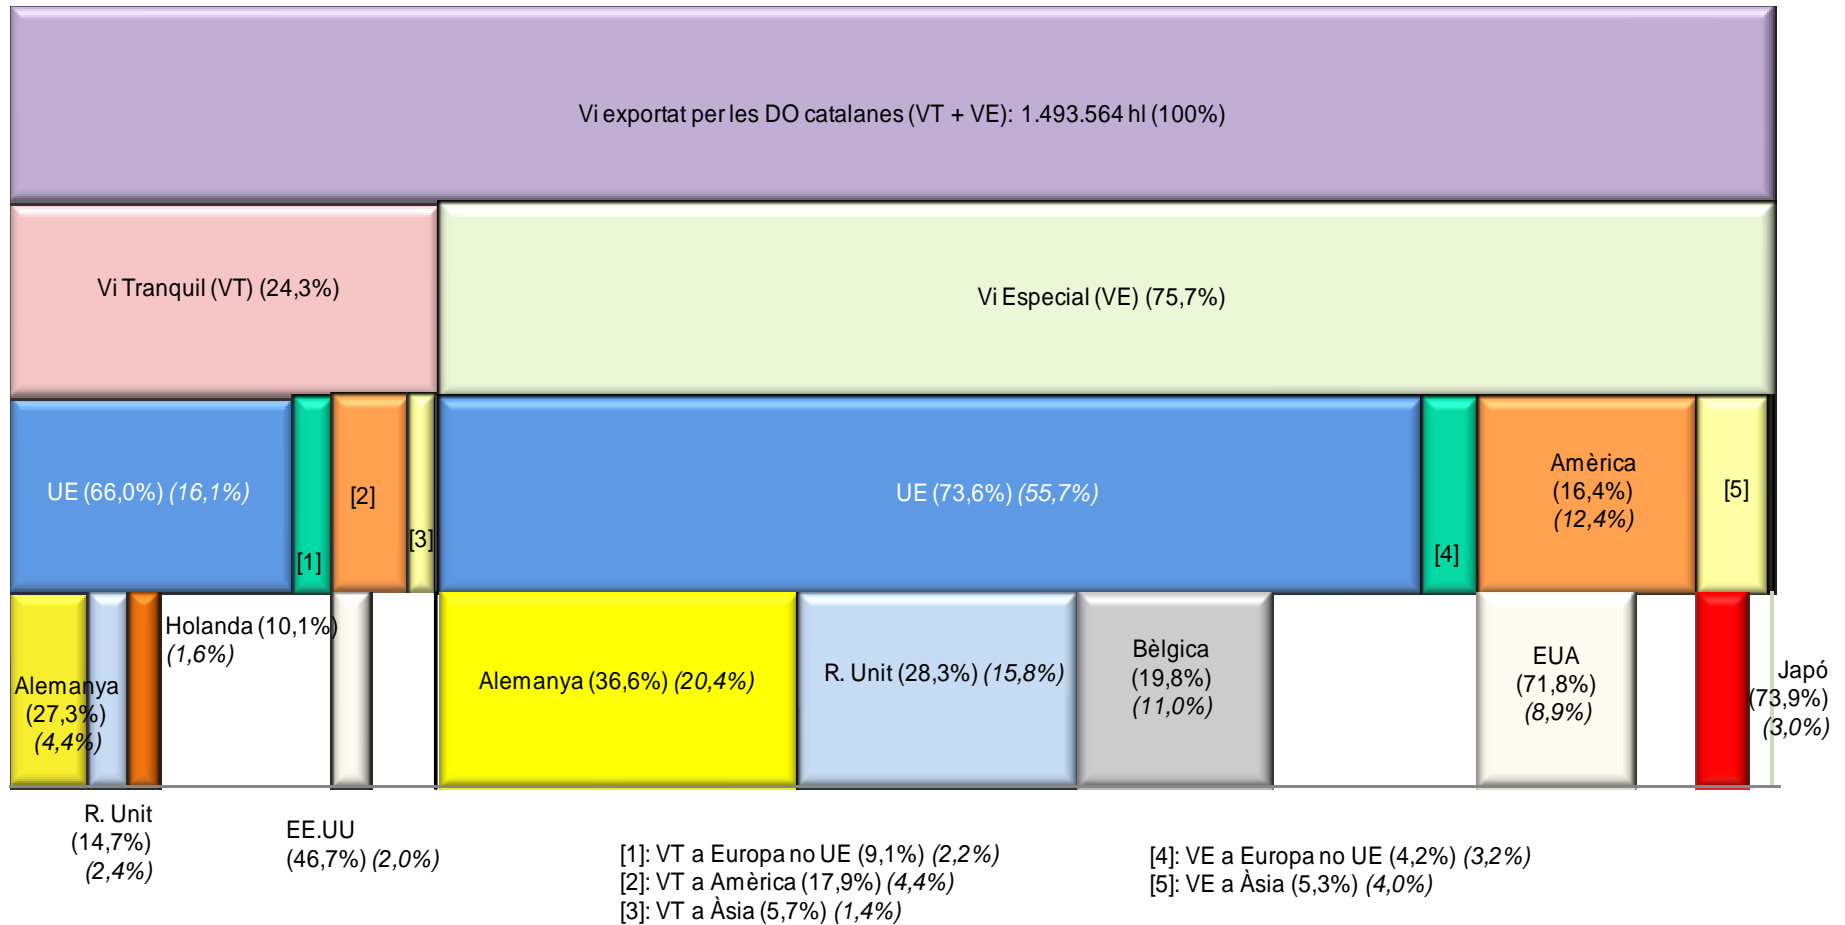 Vi exportat per les DO catalanes (VT + VE): 1.493.564 hl (100%)
Vi Tranquil (VT) (24,3%)
Vi Especial (VE) (75,7%)
UE (66,0%) (16,1%)
[1]
[2]
[3]
UE (73,6%) (55,7%)
[4]
Amèrica
(16,4%)
(12,4%)
[5]
Alemanya
(27,3%)
(4,4%)
Holanda (10,1%)
(1,6%)
Alemanya (36,6%) (20,4%)
R. Unit (28,3%) (15,8%)
Bèlgica
(19,8%)
(11,0%)
EUA
(71,8%)
(8,9%)
Japó
(73,9%)
(3,0%)
R. Unit
(14,7%)
(2,4%)
EE.UU
(46,7%) (2,0%)
[1]: VT a Europa no UE (9,1%) (2,2%)
[2]: VT a Amèrica (17,9%) (4,4%)
[3]: VT a Àsia (5,7%) (1,4%)
[4]: VE a Europa no UE (4,2%) (3,2%)
[5]: VE a Àsia (5,3%) (4,0%)